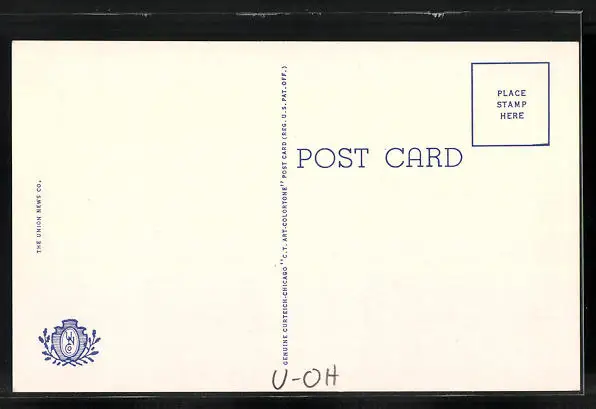 THE UNION NEWS CO.
UNCo
GENUINE CURTEICH-CHICAGO "C.T. ART-COLORTONE" POST CARD (REG. U.S. PAT. OFF.)
POST CARD
PLACE
STAMP
HERE
U-OH